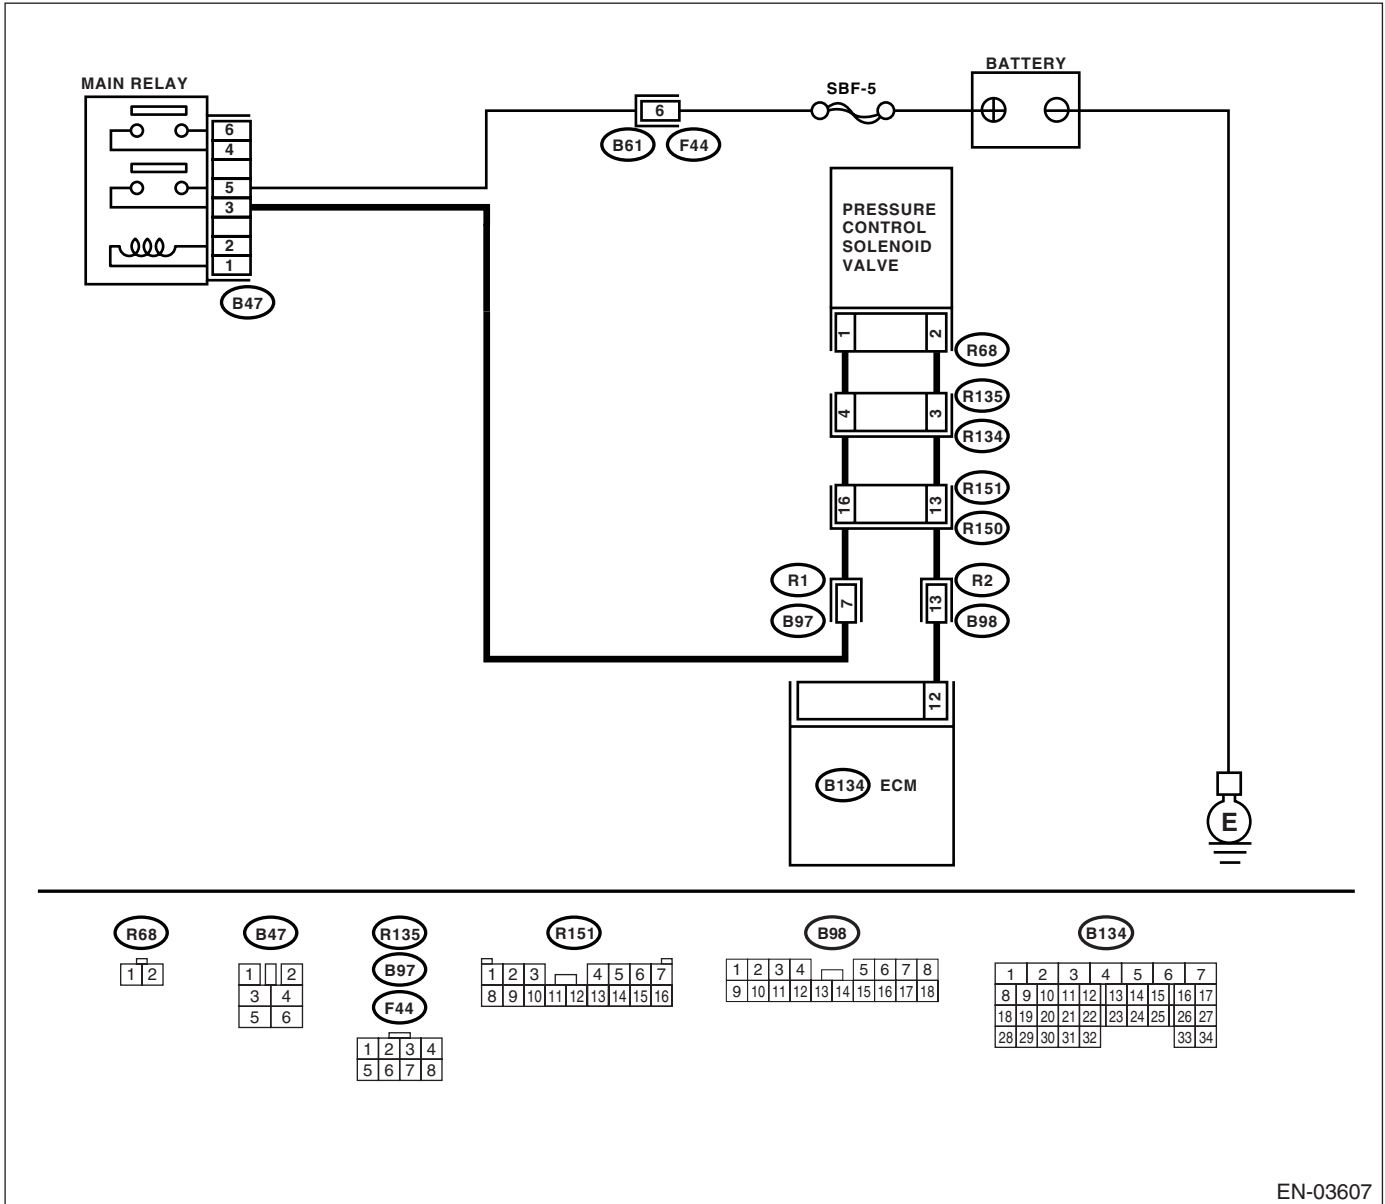 MAIN RELAY
6
4
5
3
2
1
B47
6
B61
F44
SBF-5
BATTERY
PRESSURE
CONTROL
SOLENOID
VALVE
1
2
R68
4
3
R135
R134
16
13
R151
R150
R1
7
B97
13
R2
B98
12
B134 ECM
E
R68
1 2
B47
1 2
3 4
5 6
R135
B97
F44
1 2 3 4
5 6 7 8
R151
1 2 3 4 5 6 7
8 9 10 11 12 13 14 15 16
B98
1 2 3 4 5 6 7 8
9 10 11 12 13 14 15 16 17 18
B134
1 2 3 4 5 6 7
8 9 10 11 12 13 14 15 16 17
18 19 20 21 22 23 24 25 26 27
28 29 30 31 32 33 34
EN-03607